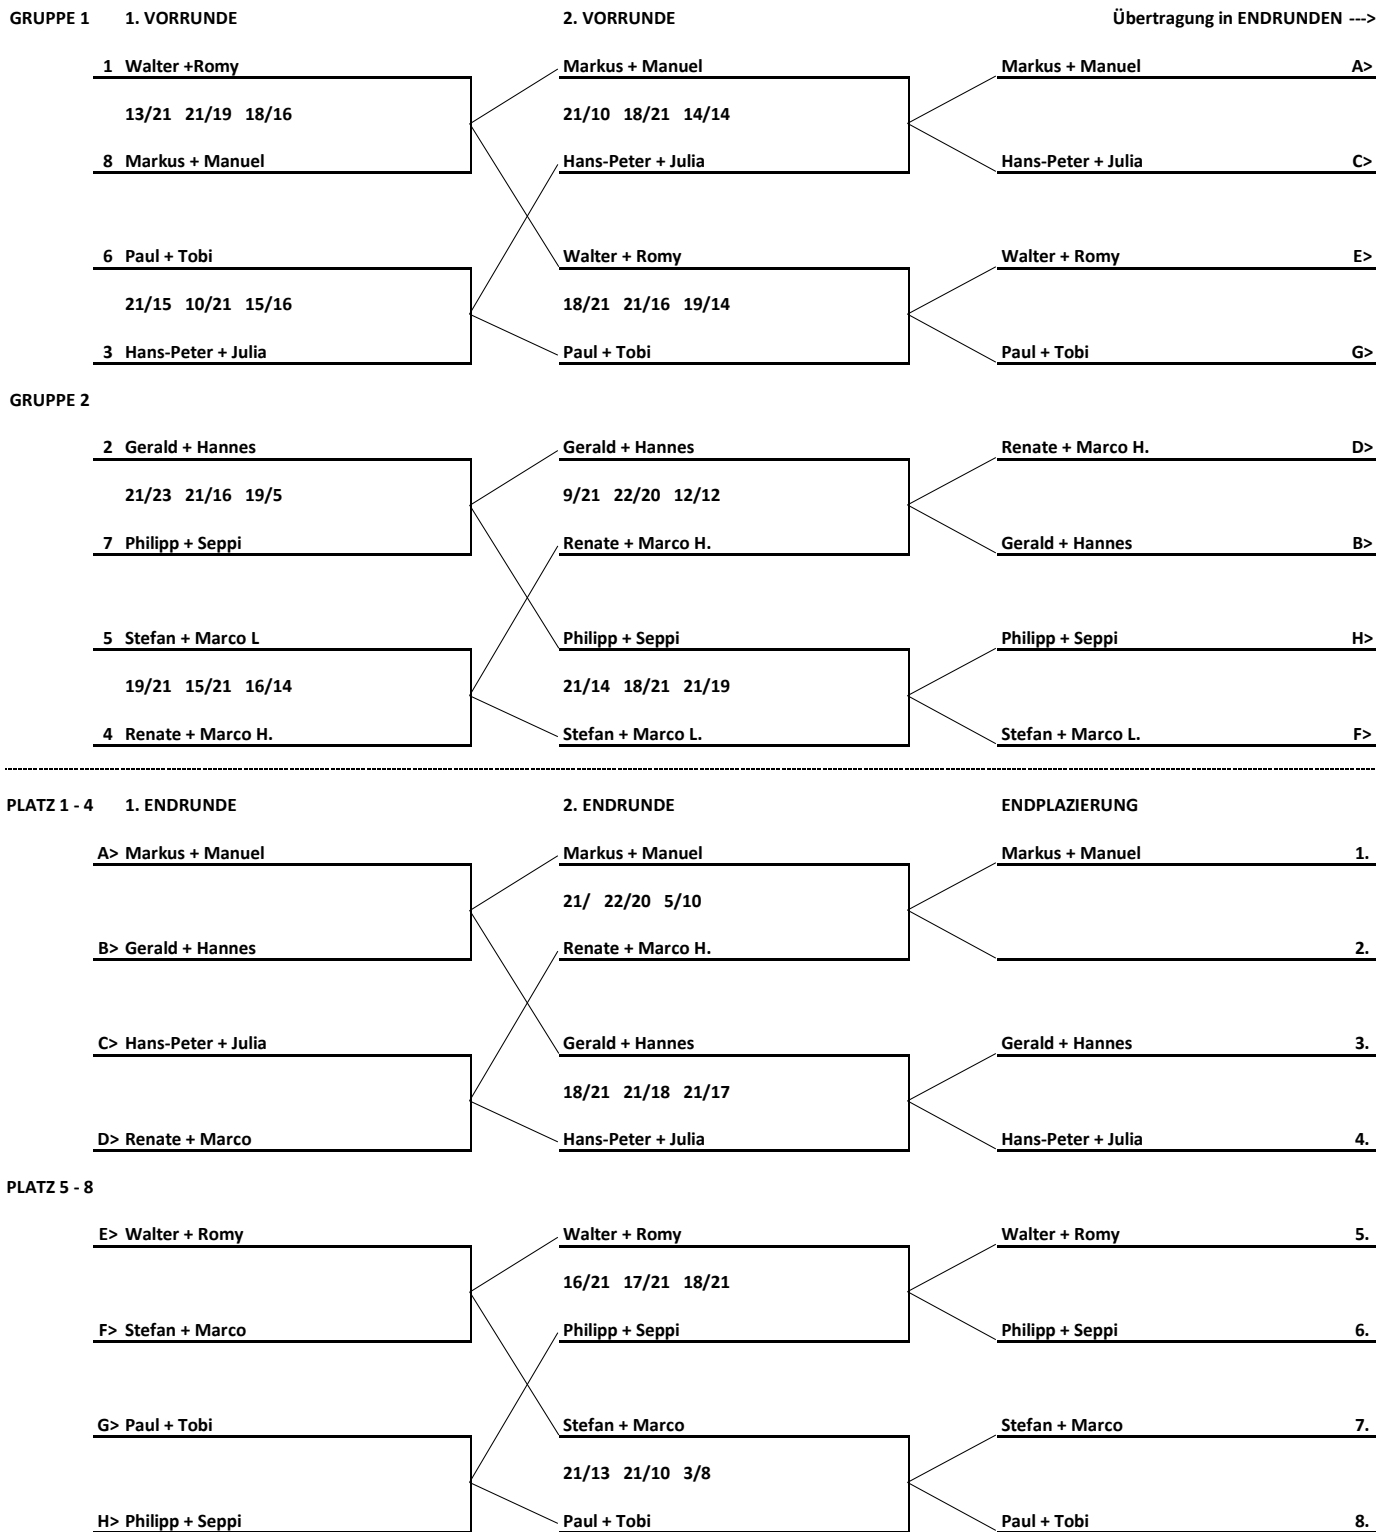 GRUPPE 1 1. VORRUNDE 2. VORRUNDE Übertragung in ENDRUNDEN --->
1 Walter +Romy Markus + Manuel Markus + Manuel A>
13/21 21/19 18/16 21/10 18/21 14/14
8 Markus + Manuel Hans-Peter + Julia Hans-Peter + Julia C>
6 Paul + Tobi Walter + Romy Walter + Romy E>
21/15 10/21 15/16 18/21 21/16 19/14
3 Hans-Peter + Julia Paul + Tobi Paul + Tobi G>
GRUPPE 2
2 Gerald + Hannes Gerald + Hannes Renate + Marco H. D>
21/23 21/16 19/5 9/21 22/20 12/12
7 Philipp + Seppi Renate + Marco H. Gerald + Hannes B>
5 Stefan + Marco L Philipp + Seppi Philipp + Seppi H>
19/21 15/21 16/14 21/14 18/21 21/19
4 Renate + Marco H. Stefan + Marco L. Stefan + Marco L. F>
PLATZ 1 - 4 1. ENDRUNDE 2. ENDRUNDE ENDPLAZIERUNG
A> Markus + Manuel Markus + Manuel Markus + Manuel 1.
21/ 22/20 5/10
B> Gerald + Hannes Renate + Marco H. 2.
C> Hans-Peter + Julia Gerald + Hannes Gerald + Hannes 3.
18/21 21/18 21/17
D> Renate + Marco Hans-Peter + Julia Hans-Peter + Julia 4.
PLATZ 5 - 8
E> Walter + Romy Walter + Romy Walter + Romy 5.
16/21 17/21 18/21
F> Stefan + Marco Philipp + Seppi Philipp + Seppi 6.
G> Paul + Tobi Stefan + Marco Stefan + Marco 7.
21/13 21/10 3/8
H> Philipp + Seppi Paul + Tobi Paul + Tobi 8.